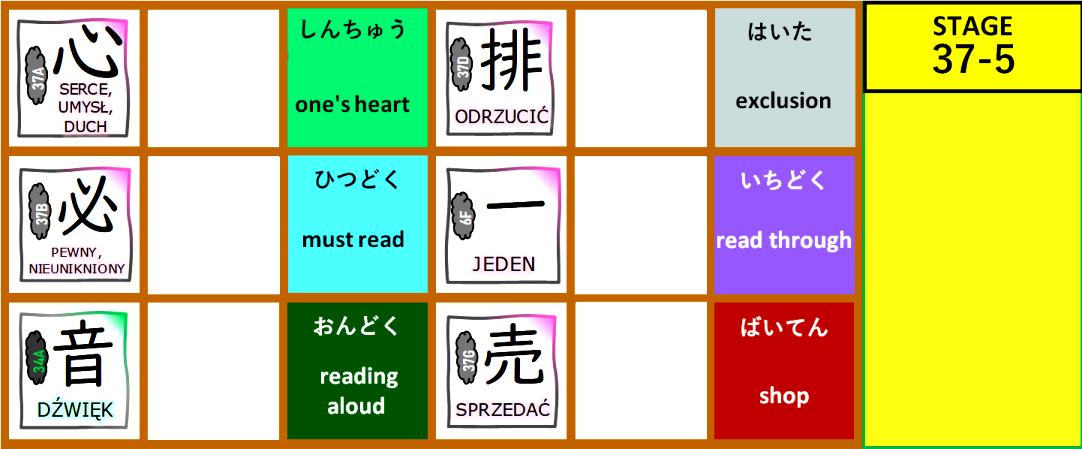 37A
心
SERCE,
UMYSŁ,
DUCH
しんちゅう
one's heart
37D
排
ODRZUCIĆ
はいた
exclusion
STAGE
37-5
37B
必
PEWNY,
NIEUNIKNIONY
ひつどく
must read
6F
一
JEDEN
いちどく
read through
34A
音
DŹWIĘK
おんどく
reading
aloud
37G
売
SPRZEDAĆ
ばいてん
shop